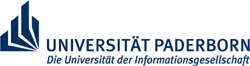 UNIVERSITÄT PADERBORN
Die Universität der Informationsgesellschaft